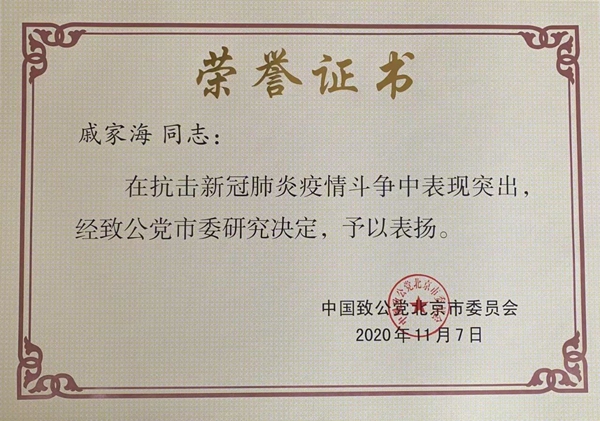 荣誉证书
戚家海 同志：
在抗击新冠肺炎疫情斗争中表现突出，
经致公党市委研究决定，予以表扬。
中国致公党北京市委员会
2020年11月7日